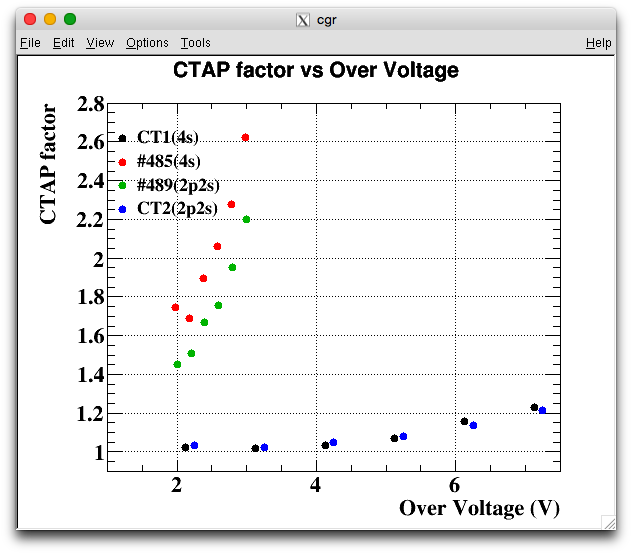 cgr
File Edit View Options Tools Help
CTAP factor vs Over Voltage
CTAP factor
2.8
2.6
2.4
2.2
2
1.8
1.6
1.4
1.2
1
CT1(4s)
#485(4s)
#489(2p2s)
CT2(2p2s)
2 4 6
Over Voltage (V)